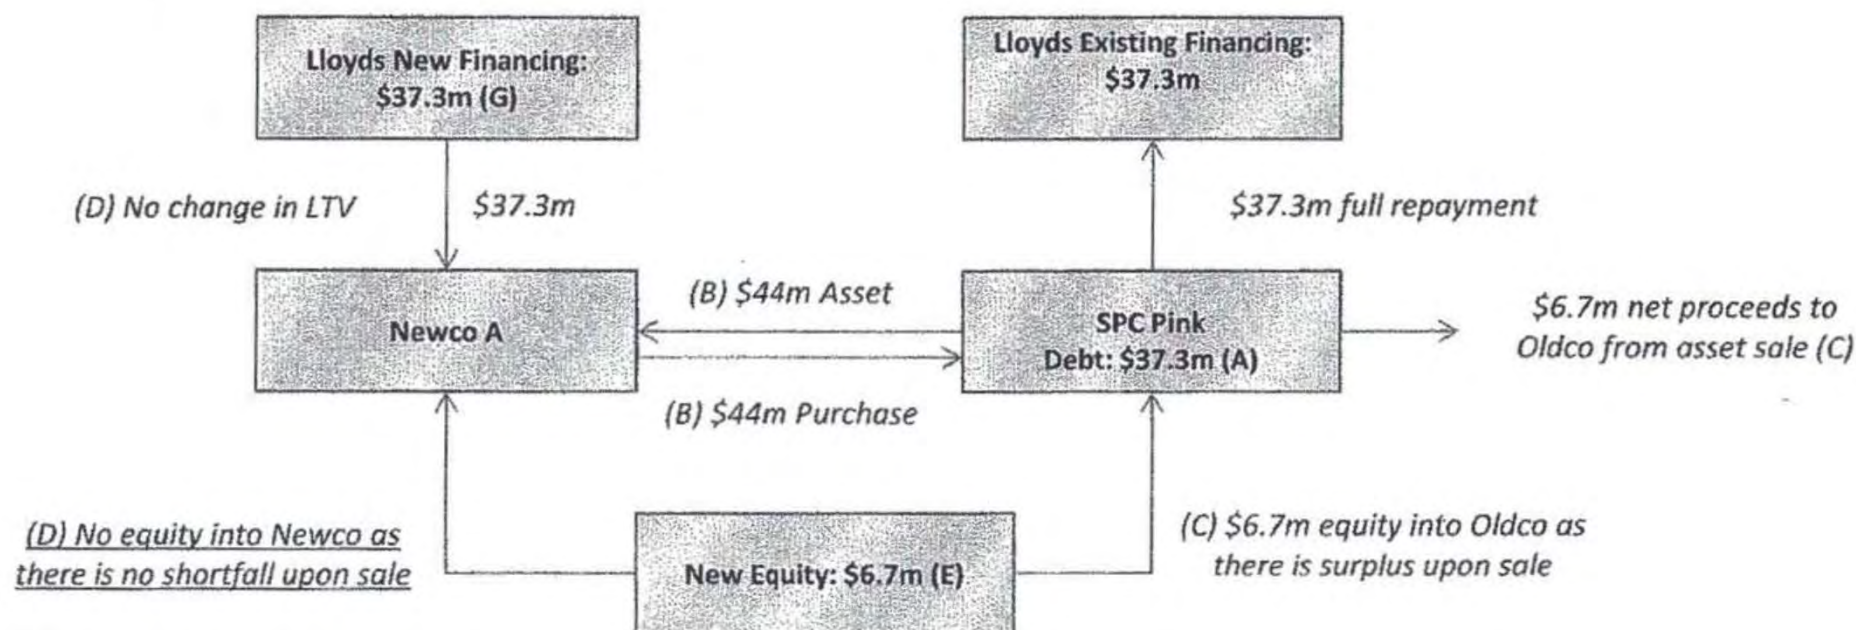 Lloyds New Financing:
$37.3m (G)
Lloyds Existing Financing:
$37.3m
(D) No change in LTV
$37.3m
$37.3m full repayment
(B) $44m Asset
Newco A
SPC Pink
Debt: $37.3m (A)
$6.7m net proceeds to
Oldco from asset sale (C)
(B) $44m Purchase
(D) No equity into Newco as
there is no shortfall upon sale
New Equity: $6.7m (E)
(C) $6.7m equity into Oldco as
there is surplus upon sale